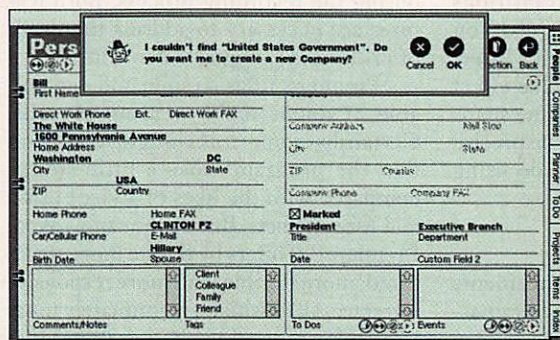 I couldn't find "United States Government". Do
you want me to create a new Company?
Cancel OK
Pers
ection Back
Bill
First Name
Direct Work Phone Ext. Direct Work FAX
The White House
1600 Pennsylvania Avenue
Home Address
Washington DC
City State
USA
ZIP Country
Home Phone Home FAX
CLINTON PZ
Car/Cellular Phone E-Mail
Hillary
Birth Date Spouse
Client
Colleague
Family
Friend
Comments/Notes Tags
Company Address Mail Stop
City State
ZIP Country
Company Phone Company FAX
Marked
President Executive Branch
Title Department
Date Custom Field 2
To Dos Events
People Companies Planner To DO Projects Items Index